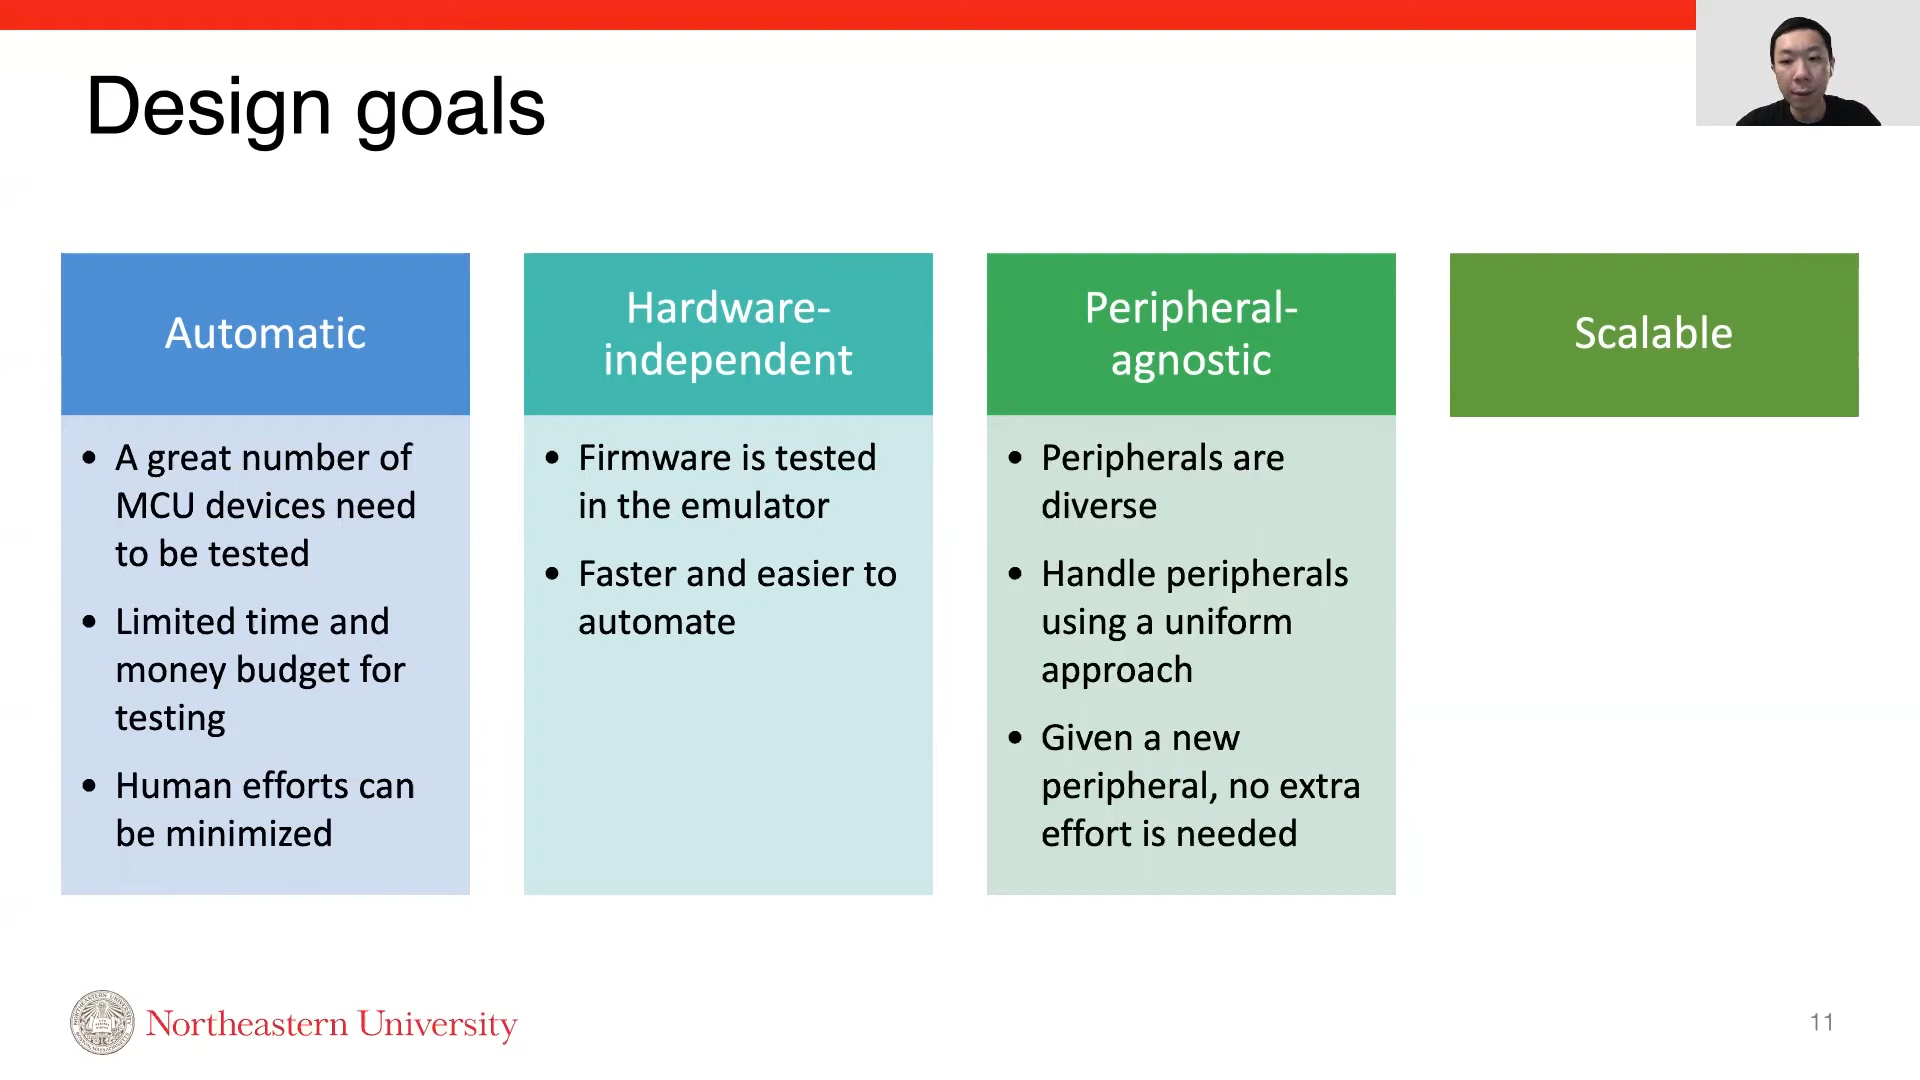 Design goals
Automatic
• A great number of
MCU devices need
to be tested
• Limited time and
money budget for
testing
• Human efforts can
be minimized
Hardware-
independent
• Firmware is tested
in the emulator
• Faster and easier to
automate
Peripheral-
agnostic
• Peripherals are
diverse
• Handle peripherals
using a uniform
approach
• Given a new
peripheral, no extra
effort is needed
Scalable
Northeastern University
11